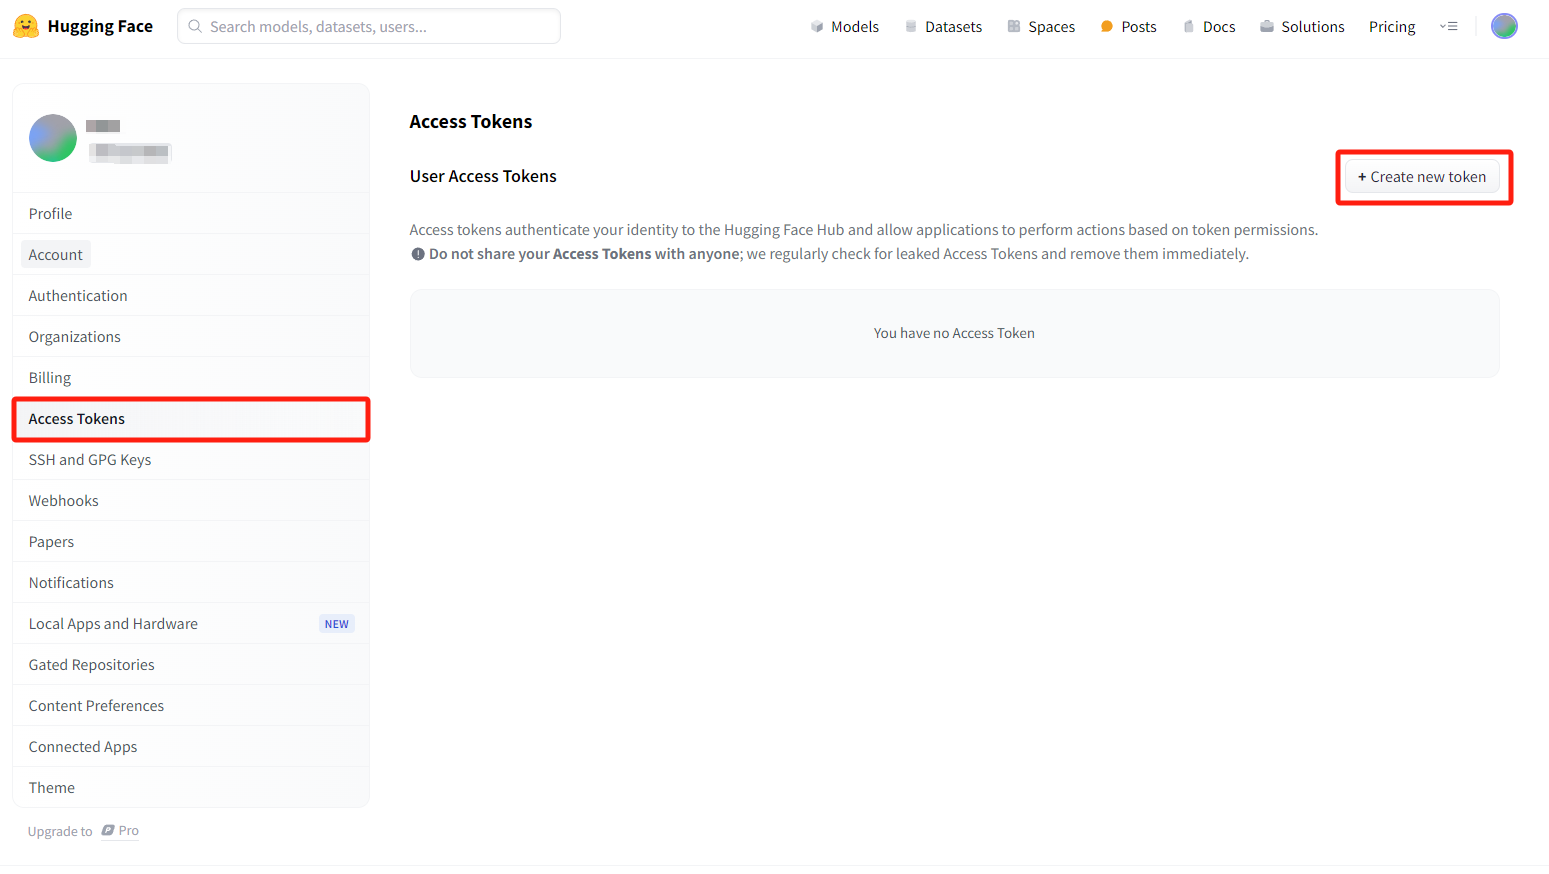 Hugging Face
Search models, datasets, users...
Models
Datasets
Spaces
Posts
Docs
Solutions
Pricing
Profile
Account
Authentication
Organizations
Billing
Access Tokens
SSH and GPG Keys
Webhooks
Papers
Notifications
Local Apps and Hardware NEW
Gated Repositories
Content Preferences
Connected Apps
Theme
Upgrade to Pro
Access Tokens
User Access Tokens
+ Create new token
Access tokens authenticate your identity to the Hugging Face Hub and allow applications to perform actions based on token permissions.
Do not share your Access Tokens with anyone; we regularly check for leaked Access Tokens and remove them immediately.
You have no Access Token